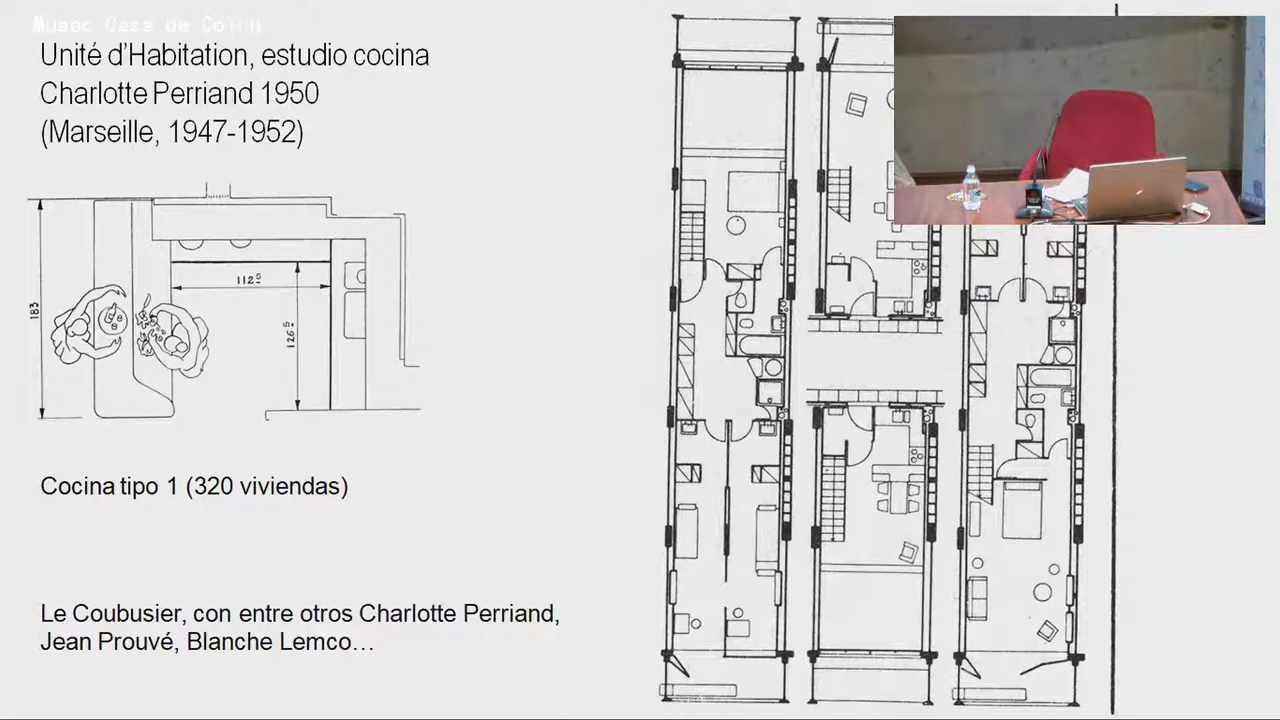 Museo Casa de Colón
Unité d'Habitation, estudio cocina
Charlotte Perriand 1950
(Marseille, 1947-1952)
183
112⁵
126⁵
Cocina tipo 1 (320 viviendas)
Le Coubusier, con entre otros Charlotte Perriand,
Jean Prouvé, Blanche Lemco…